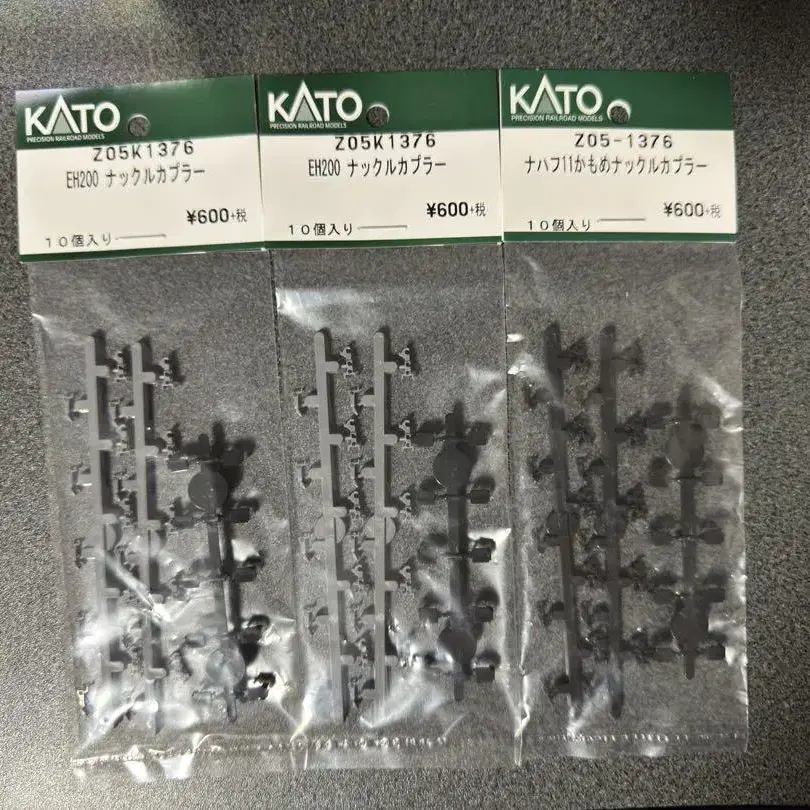 KATO
PRECISION RAILROAD MODELS
Z05K1376
EH200 ナックルカプラー
¥600+税
10個入り
KATO
PRECISION RAILROAD MODELS
Z05K1376
EH200 ナックルカプラー
¥600+税
10個入り
KATO
PRECISION RAILROAD MODELS
Z05-1376
ナハフ11かもめナックルカプラー
¥600+税
10個入り